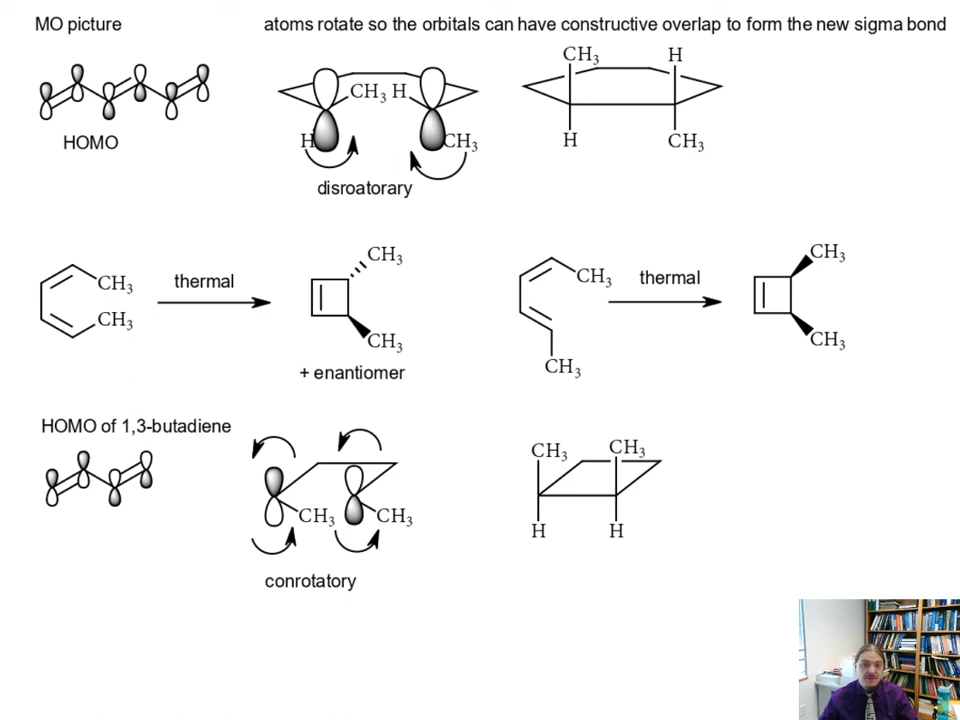 MO picture
atoms rotate so the orbitals can have constructive overlap to form the new sigma bond
CH₃ H
H
CH₃
CH₃
H
H
CH₃
HOMO
disroatorary
CH₃
CH₃
thermal
CH₃
CH₃
+ enantiomer
CH₃
CH₃
thermal
CH₃
CH₃
HOMO of 1,3-butadiene
CH₃
CH₃
conrotatory
CH₃
CH₃
H
H